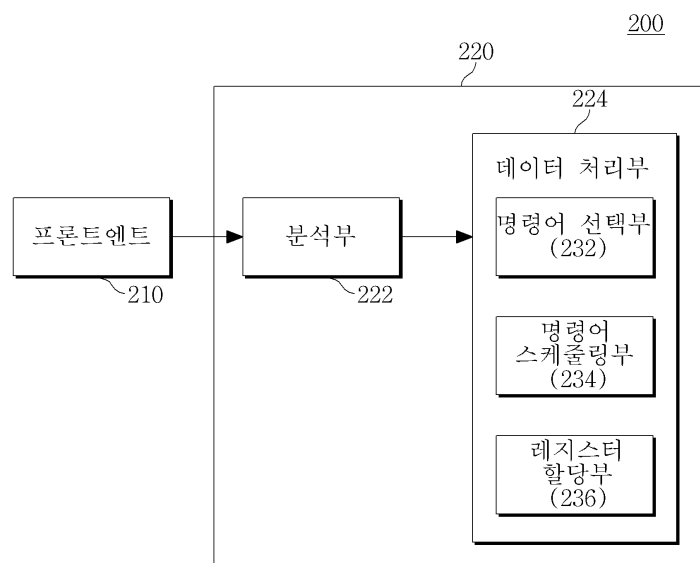 200
220
224
데이터 처리부
프론트엔트
210
분석부
222
명령어 선택부
(232)
명령어
스케줄링부
(234)
레지스터
할당부
(236)